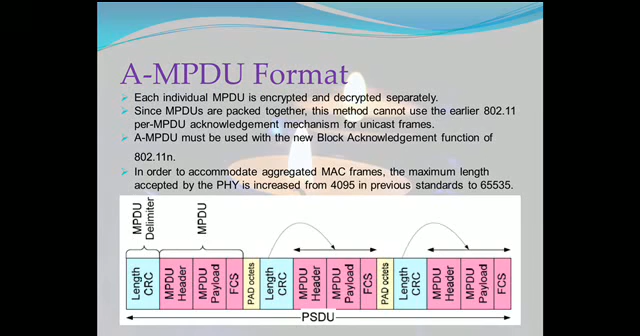 A-MPDU Format
Each individual MPDU is encrypted and decrypted separately.
Since MPDUs are packed together, this method cannot use the earlier 802.11
per-MPDU acknowledgement mechanism for unicast frames.
A-MPDU must be used with the new Block Acknowledgement function of
802.11n.
In order to accommodate aggregated MAC frames, the maximum length
accepted by the PHY is increased from 4095 in previous standards to 65535.
MPDU
Delimiter
MPDU
Length
CRC
MPDU
Header
MPDU
Payload
FCS
PAD octets
Length
CRC
MPDU
Header
MPDU
Payload
FCS
PAD octets
Length
CRC
MPDU
Header
MPDU
Payload
FCS
PSDU